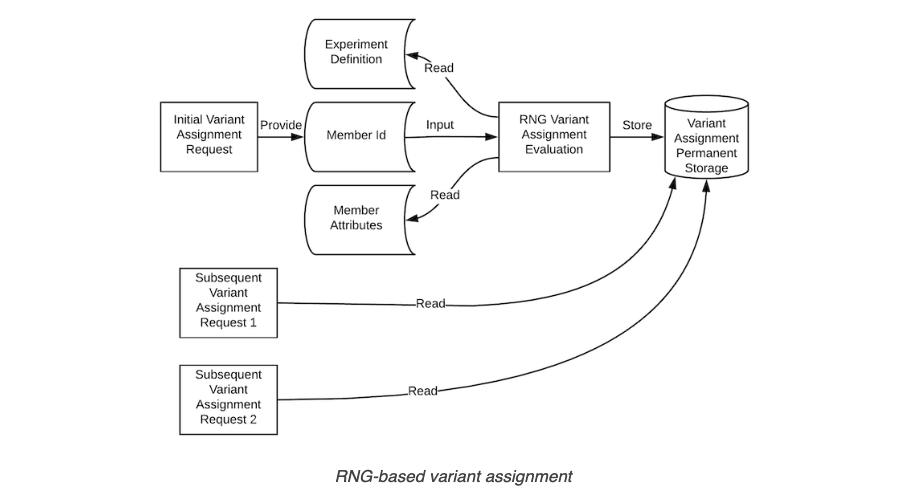 Experiment
Definition
Read
Initial Variant
Assignment
Request
Provide
Member Id
Input
RNG Variant
Assignment
Evaluation
Store
Variant
Assignment
Permanent
Storage
Read
Member
Attributes
Subsequent
Variant
Assignment
Request 1
Read
Subsequent
Variant
Assignment
Request 2
Read
RNG-based variant assignment